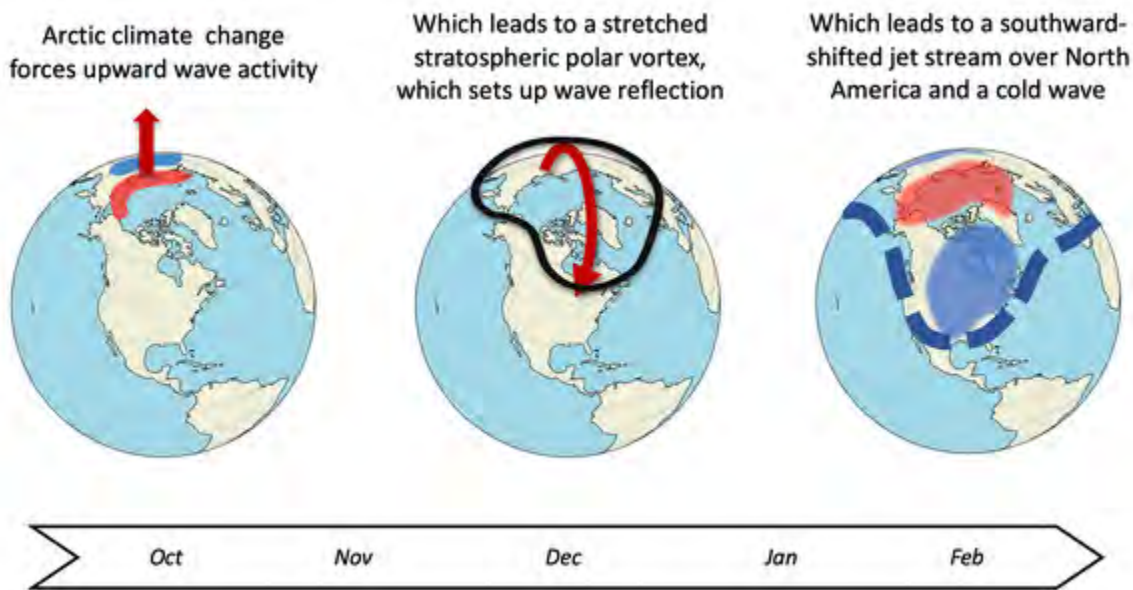 Arctic climate change
forces upward wave activity
Which leads to a stretched
stratospheric polar vortex,
which sets up wave reflection
Which leads to a southward-
shifted jet stream over North
America and a cold wave
Oct Nov Dec Jan Feb